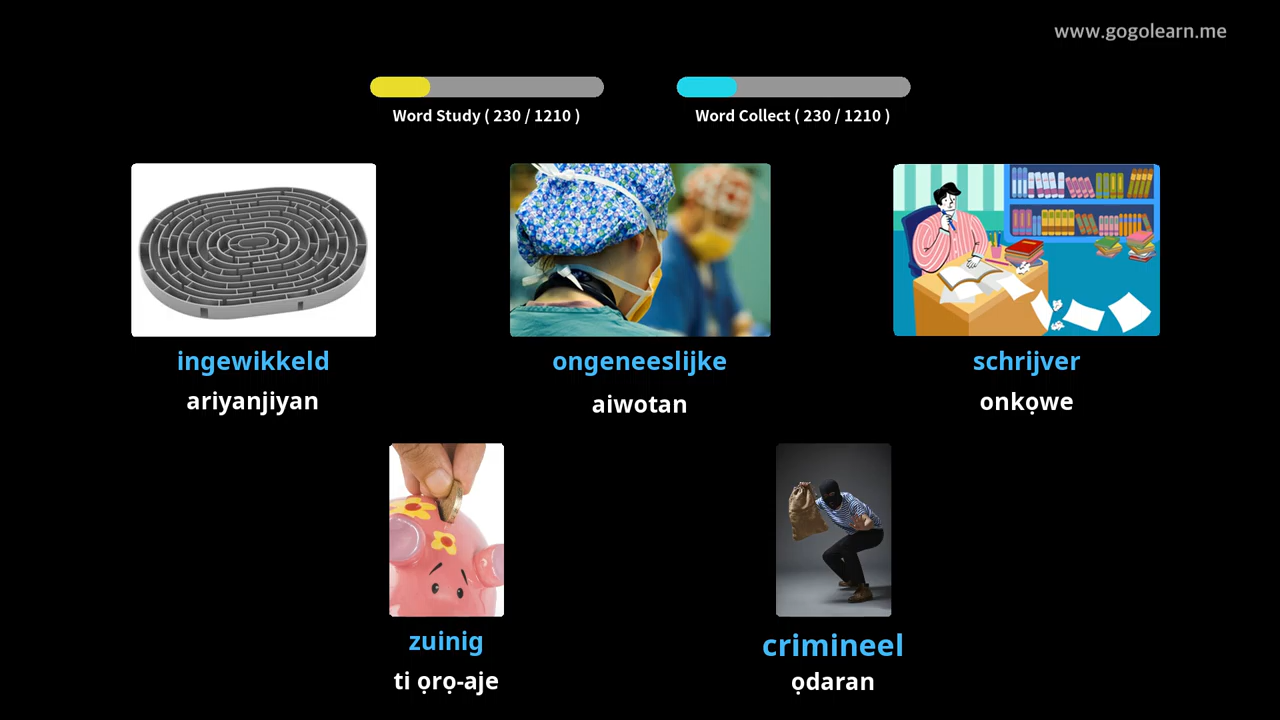 www.gogolearn.me
Word Study ( 230 / 1210 )
Word Collect ( 230 / 1210 )
ingewikkeld
ariyanjiyan
ongeneeslijke
aiwotan
schrijver
onkọwe
zuinig
ti ọrọ-aje
crimineel
ọdaran